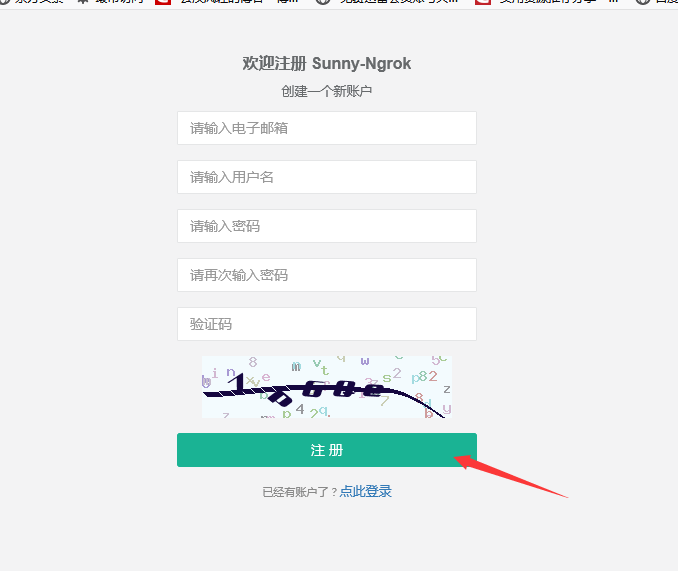 欢迎注册 Sunny-Ngrok
创建一个新账户
请输入电子邮箱
请输入用户名
请输入密码
请再次输入密码
验证码
注 册
已经有账户了？点此登录